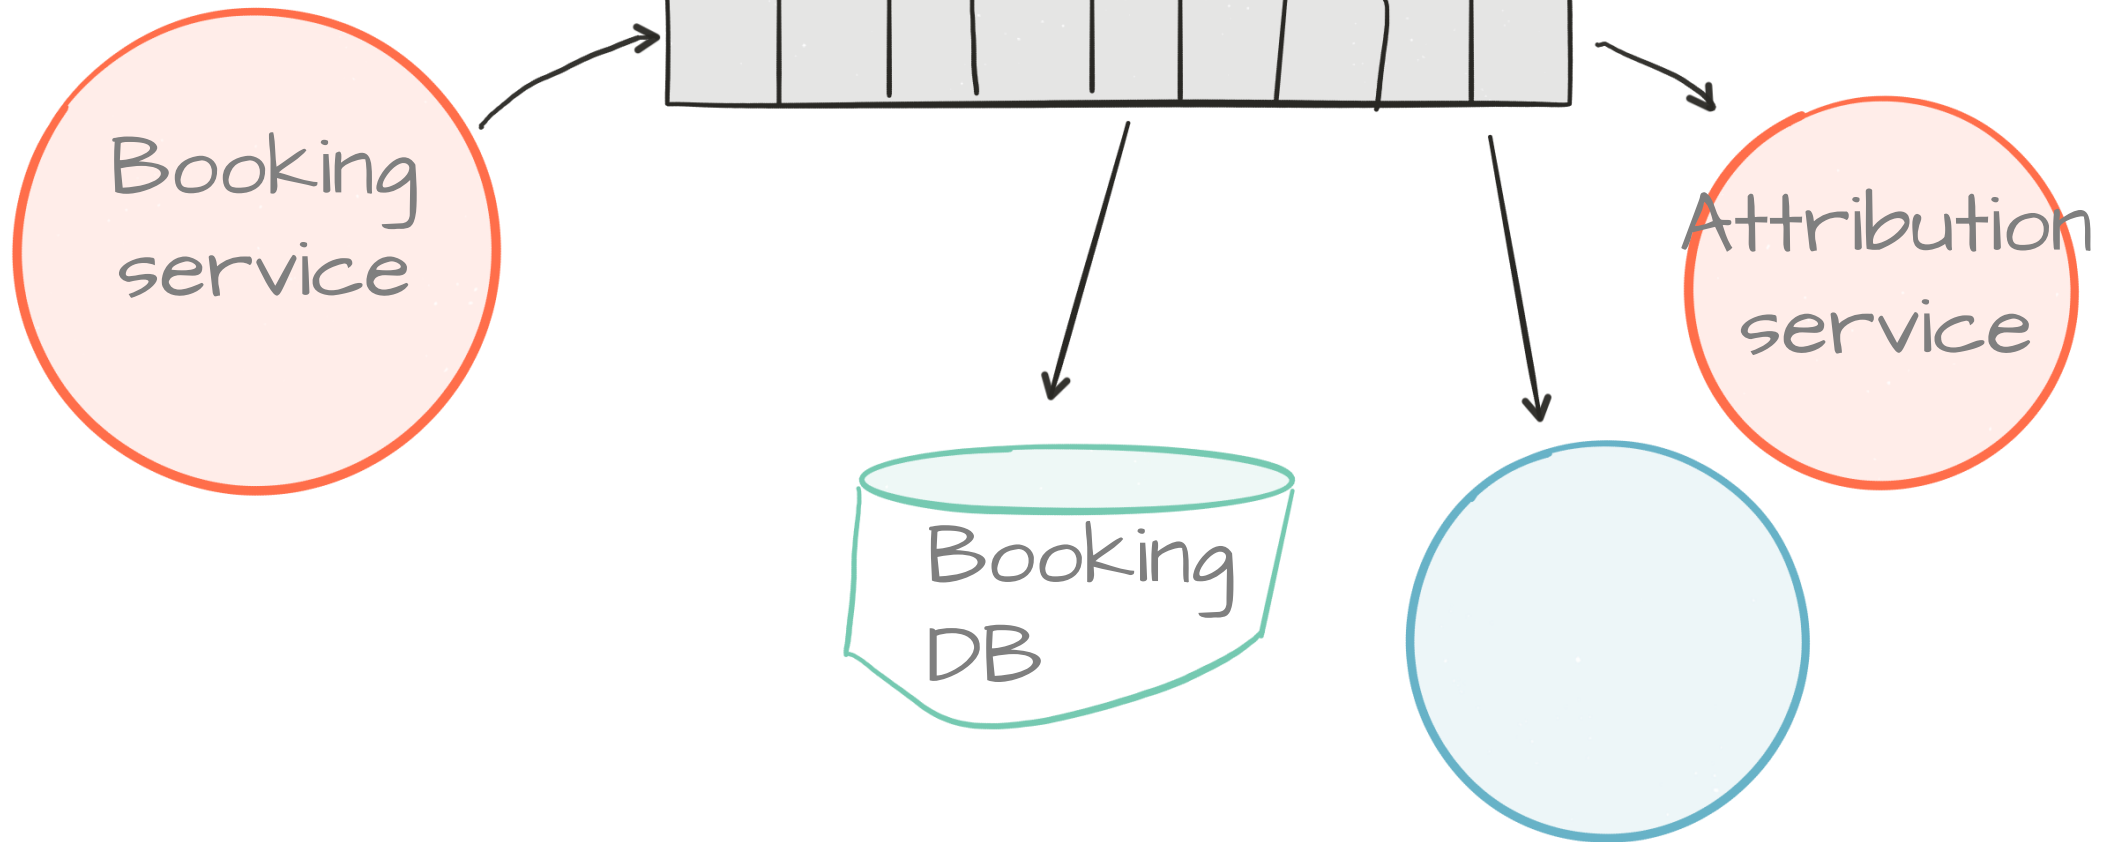 Booking
service
Attribution
service
Booking
DB